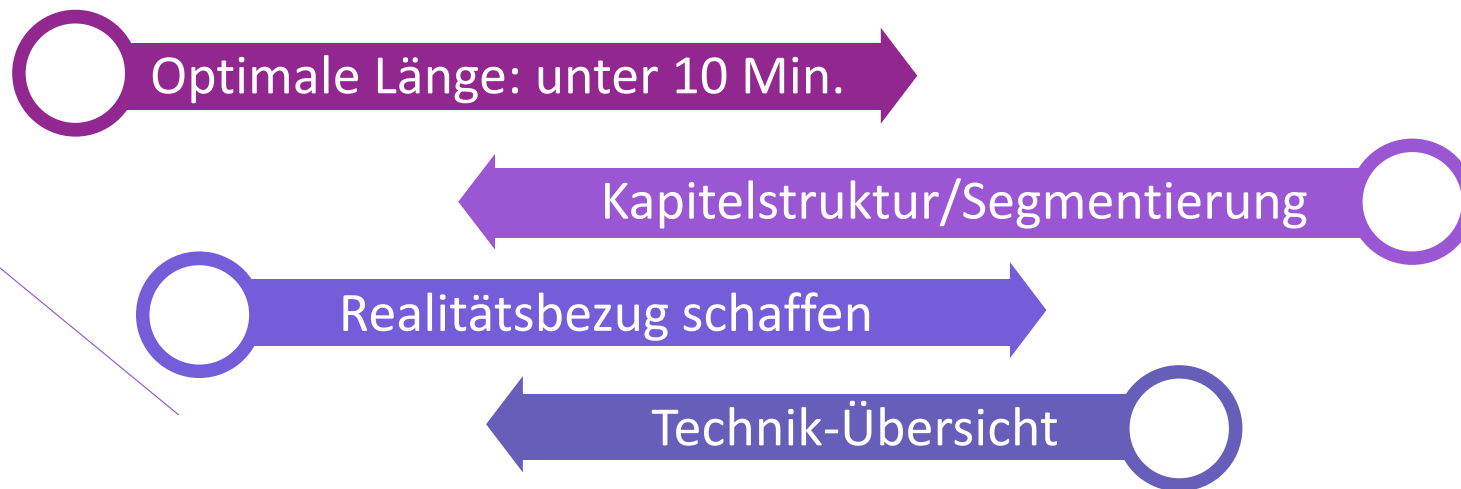 Optimale Länge: unter 10 Min.
Kapitelstruktur/Segmentierung
Realitätsbezug schaffen
Technik-Übersicht